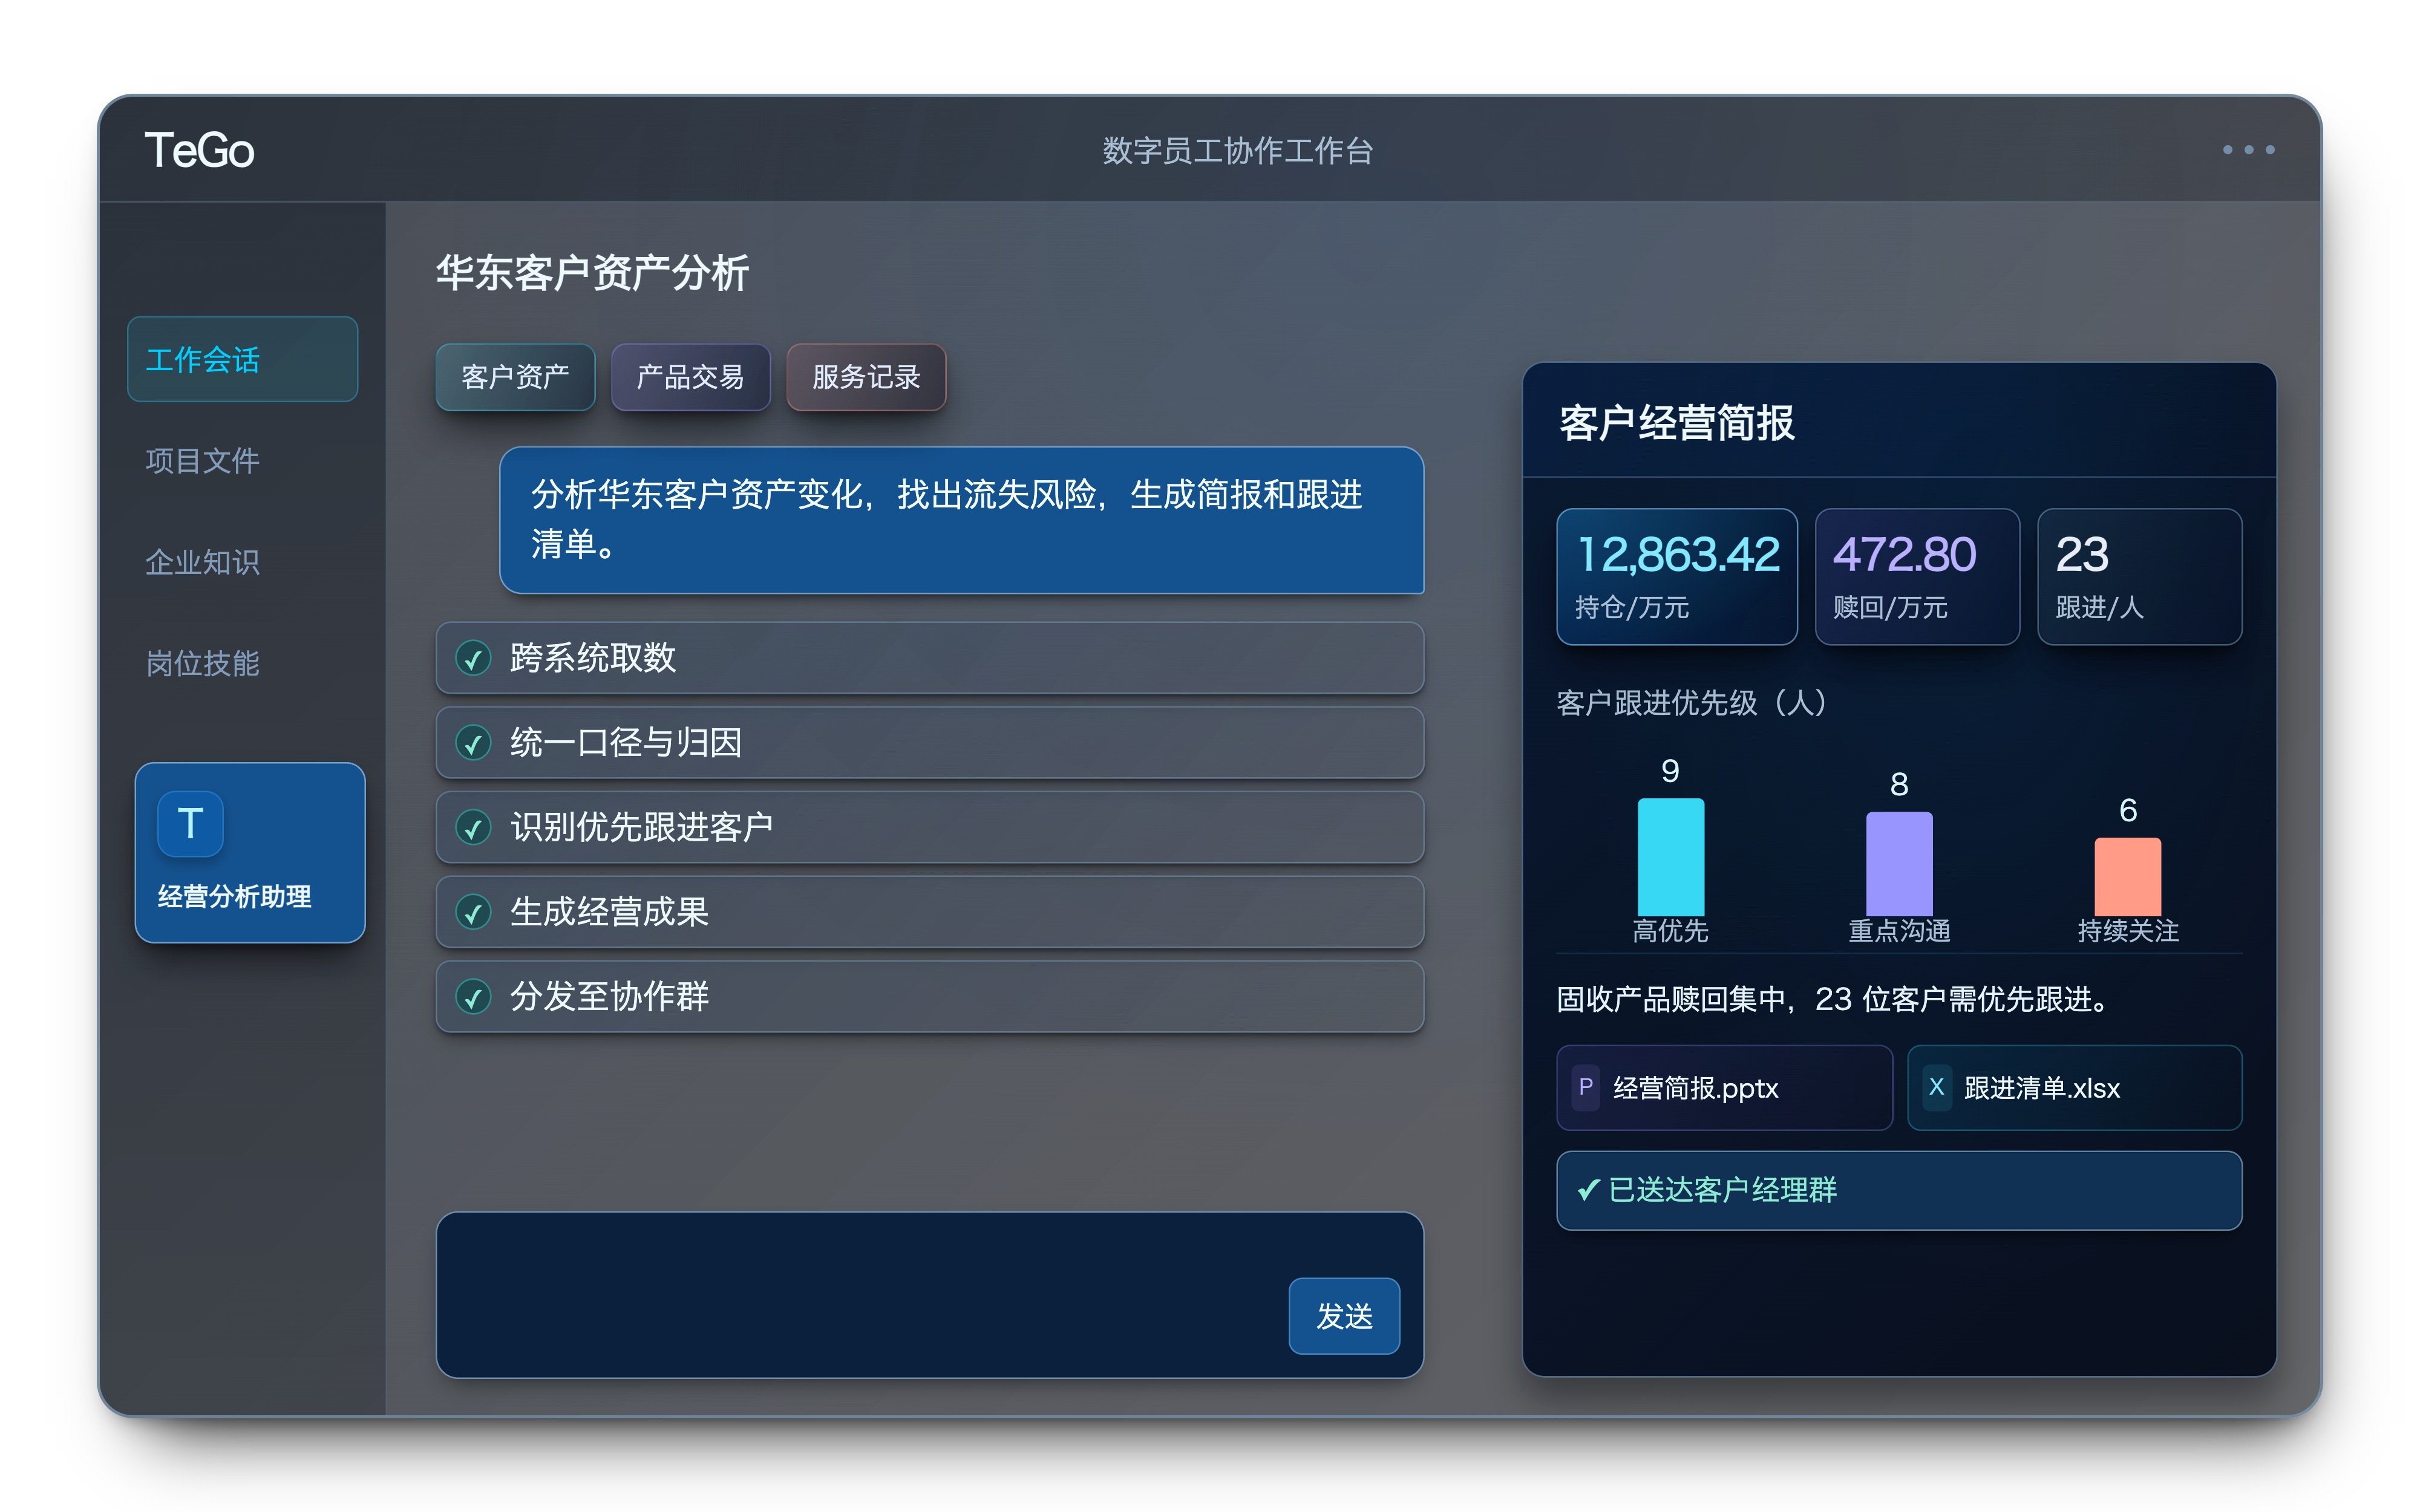 TeGo
数字员工协作工作台
工作会话
项目文件
企业知识
岗位技能
T
经营分析助理
华东客户资产分析
客户资产
产品交易
服务记录
分析华东客户资产变化，找出流失风险，生成简报和跟进
清单。
跨系统取数
统一口径与归因
识别优先跟进客户
生成经营成果
分发至协作群
发送
客户经营简报
12,863.42
持仓/万元
472.80
赎回/万元
23
跟进/人
客户跟进优先级（人）
9
8
6
高优先
重点沟通
持续关注
固收产品赎回集中，23 位客户需优先跟进。
P 经营简报.pptx
X 跟进清单.xlsx
✓已送达客户经理群